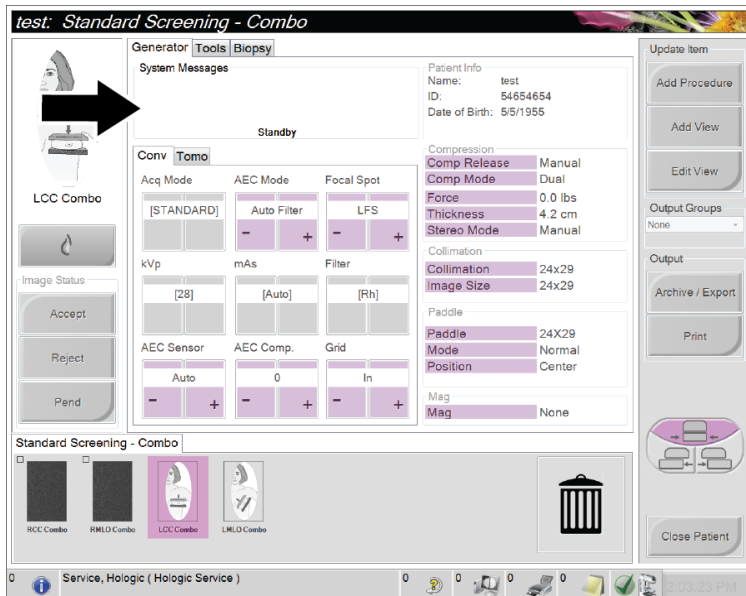 test: Standard Screening - Combo
Generator Tools Biopsy
System Messages
Standby
Patient Info
Name: test
ID: 54654654
Date of Birth: 5/5/1955
Update Item
Add Procedure
Add View
Edit View
Output Groups
None
Output
Archive / Export
Print
Close Patient
LCC Combo
Image Status
Accept
Reject
Pend
Conv Tomo
Acq Mode AEC Mode Focal Spot
[STANDARD] Auto Filter LFS
- + - +
kVp mAs Filter
[28] [Auto] [Rh]
AEC Sensor AEC Comp. Grid
Auto 0 In
- + - + - +
Compression
Comp Release Manual
Comp Mode Dual
Force 0.0 lbs
Thickness 4.2 cm
Stereo Mode Manual
Collimation
Collimation 24x29
Image Size 24x29
Paddle
Paddle 24X29
Mode Normal
Position Center
Mag
Mag None
Standard Screening - Combo
RCC Combo RMLO Combo LCC Combo LMLO Combo
0 Service, Hologic ( Hologic Service ) 0 0 0 0 2:03:23 PM